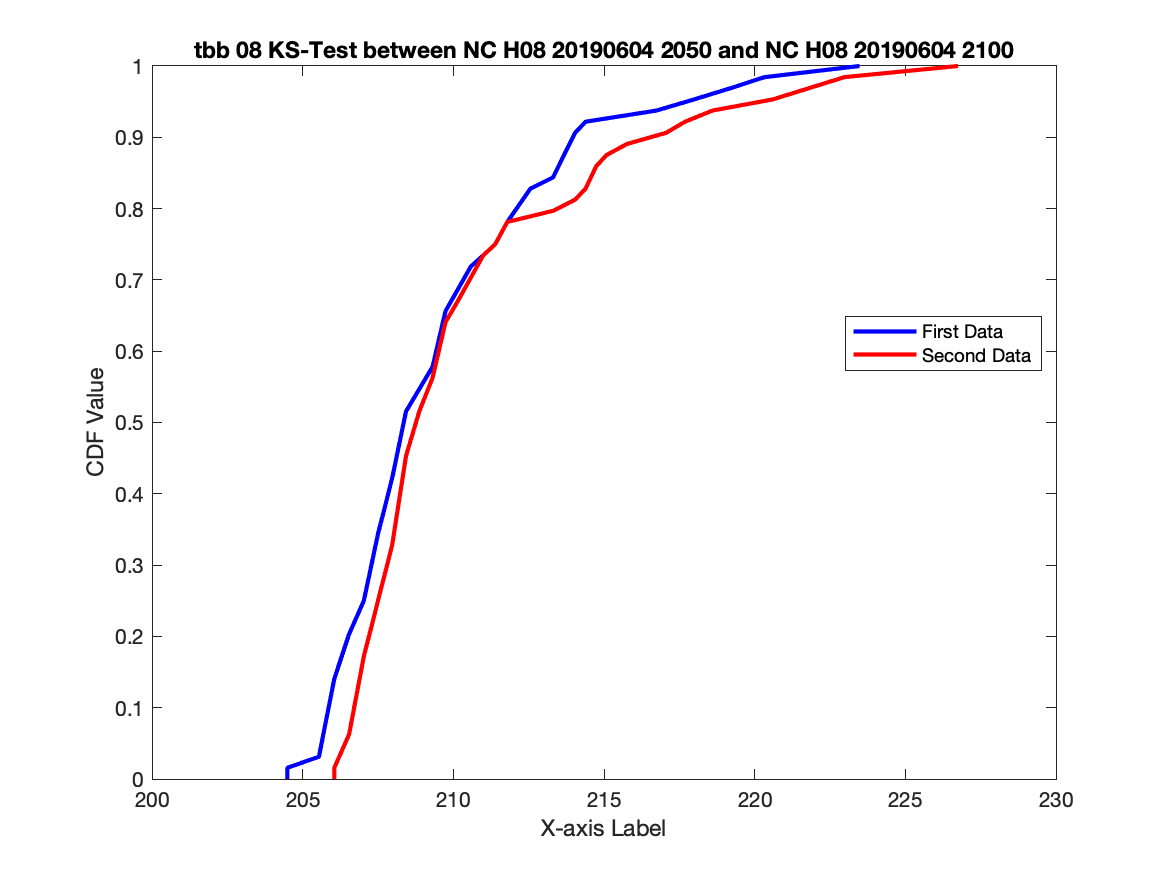 tbb 08 KS-Test between NC H08 20190604 2050 and NC H08 20190604 2100
1
0.9
0.8
0.7
0.6
0.5
0.4
0.3
0.2
0.1
0
CDF Value
First Data
Second Data
200 205 210 215 220 225 230
X-axis Label